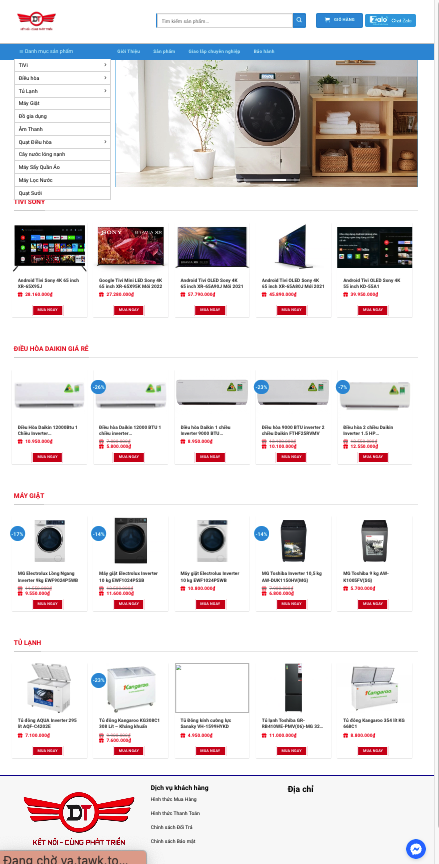 DT
Tìm kiếm sản phẩm...
GIỎ HÀNG
Zalo Chat Zalo
≡ Danh mục sản phẩm
Giới Thiệu
Sản phẩm
Giao lắp chuyên nghiệp
Bảo hành
TiVi
Điều hòa
Tủ Lạnh
Máy Giặt
Đồ gia dụng
Âm Thanh
Quạt Điều hòa
Cây nước lóng nạnh
Máy Sấy Quần Áo
Máy Lọc Nước
Quạt Sưởi
TIVI SONY
SONY
Android Tivi Sony 4K 65 inch
XR-65X95J
28.160.000₫
MUA NGAY
Google Tivi Mini LED Sony 4K
65 inch XR-65X95K Mới 2022
27.280.000₫
MUA NGAY
Android Tivi OLED Sony 4K
65 inch XR-65A90J Mới 2021
57.790.000₫
MUA NGAY
Android Tivi OLED Sony 4K
65 inch XR-65A80J Mới 2021
45.890.000₫
MUA NGAY
Android Tivi OLED Sony 4K
55 inch KD-55A1
39.950.000₫
MUA NGAY
ĐIỀU HÒA DAIKIN GIÁ RẺ
Điều Hòa Daikin 12000Btu 1
Chiều Inverter...
10.950.000₫
MUA NGAY
-26%
Điều hòa Daikin 12000 BTU 1
chiều inverter...
5.800.000₫
MUA NGAY
Điều hòa Daikin 1 chiều
Inverter 9000 BTU...
8.950.000₫
MUA NGAY
-23%
Điều hòa 9000 BTU inverter 2
chiều Daikin FTHF25RVMV
10.100.000₫
MUA NGAY
-7%
Điều hòa 2 chiều Daikin
Inverter 1.5 HP...
12.550.000₫
MUA NGAY
MÁY GIẶT
-17%
MG Electrolux Lồng Ngang
Inverter 9kg EWF9024P5WB
9.550.000₫
MUA NGAY
-14%
Máy giặt Electrolux Inverter
10 kg EWF1024P5SB
11.600.000₫
MUA NGAY
Máy giặt Electrolux Inverter
10 kg EWF1024P5WB
10.800.000₫
MUA NGAY
-14%
MG Toshiba Inverter 10,5 kg
AW-DUK1150HV(MG)
6.800.000₫
MUA NGAY
MG Toshiba 9 kg AW-
K1005FV(SG)
5.700.000₫
MUA NGAY
TỦ LẠNH
Tủ đông AQUA Inverter 295
lít AQF-C4202E
7.100.000₫
MUA NGAY
-23%
Kangaroo
Tủ đông Kangaroo KG308C1
308 Lít – Kháng khuẩn
7.600.000₫
MUA NGAY
Tủ Đông kính cường lực
Sanaky VH-1599HYKD
4.950.000₫
MUA NGAY
Tủ lạnh Toshiba GR-
RB410WE-PMV(06)-MG 32...
11.000.000₫
MUA NGAY
Kangaroo
Tủ đông Kangaroo 354 lít KG
668C1
8.800.000₫
MUA NGAY
DT
KẾT NỐI - CÙNG PHÁT TRIỂN
Dịch vụ khách hàng
Hình thức Mua Hàng
Hình thức Thanh Toán
Chính sách Đổi Trả
Chính sách Bảo mật
Địa chỉ
Đang chờ va.tawk.to...